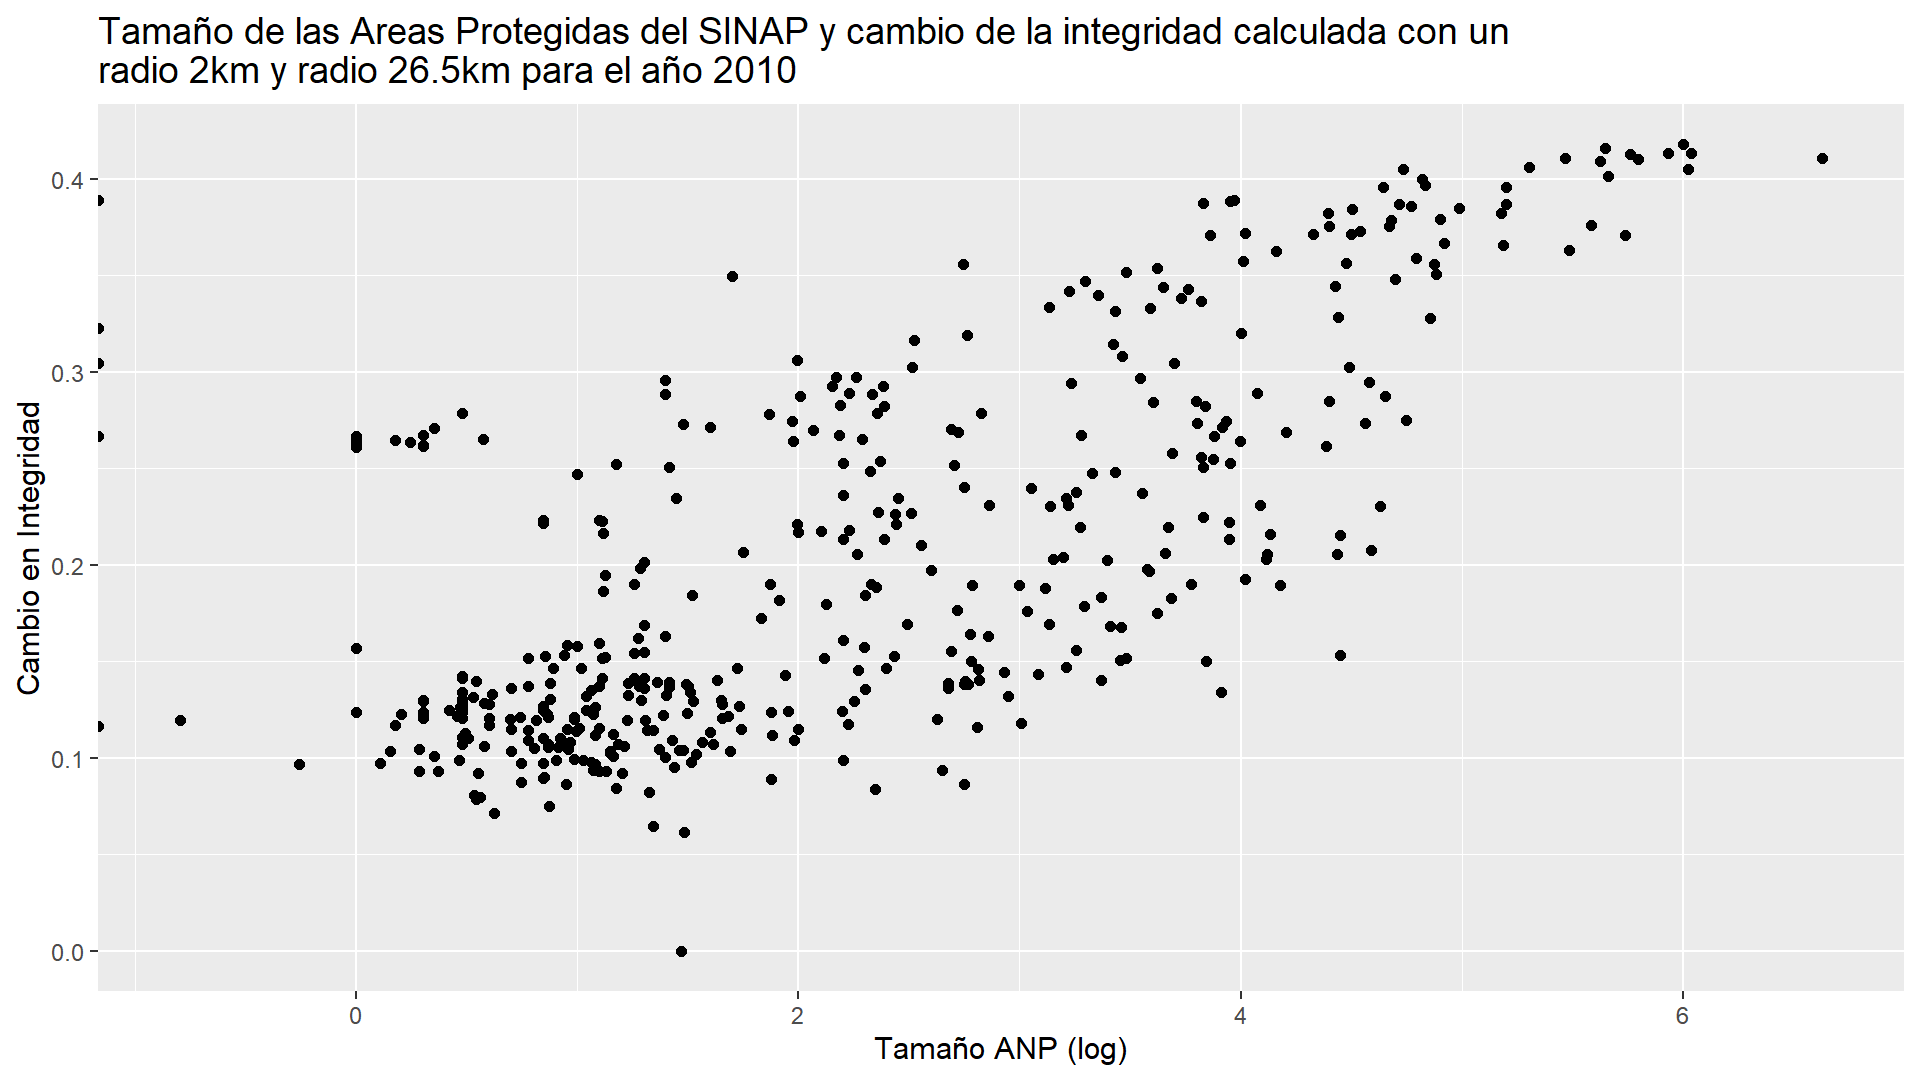 Tamaño de las Areas Protegidas del SINAP y cambio de la integridad calculada con un
radio 2km y radio 26.5km para el año 2010
Cambio en Integridad
0.4
0.3
0.2
0.1
0.0
0
2
4
6
Tamaño ANP (log)